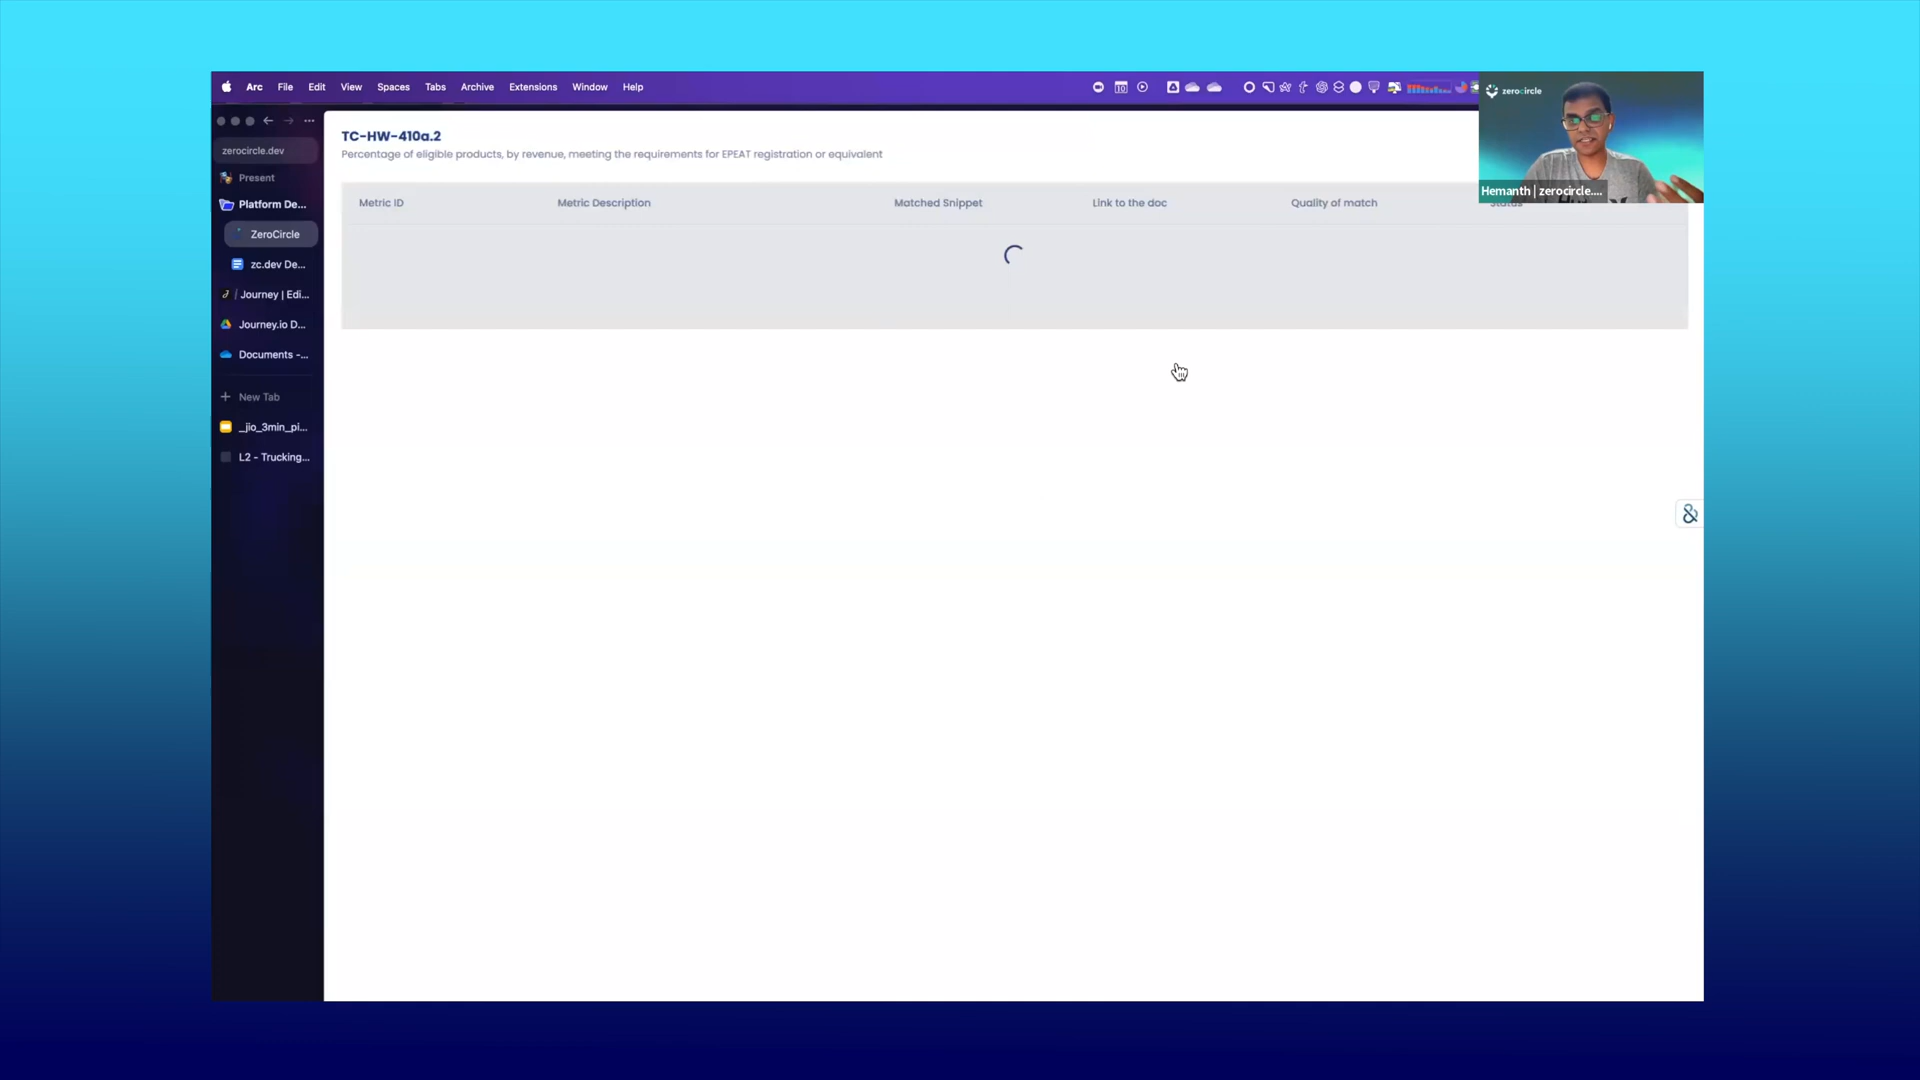 Arc File Edit View Spaces Tabs Archive Extensions Window Help
zerocircle
Hemanth | zerocircle....
zerocircle.dev
Present
Platform De...
ZeroCircle
zc.dev De...
Journey | Edi...
Journey.io D...
Documents -...
New Tab
_jio_3min_pi...
L2 - Trucking...
TC-HW-410a.2
Percentage of eligible products, by revenue, meeting the requirements for EPEAT registration or equivalent
Metric ID Metric Description Matched Snippet Link to the doc Quality of match Status